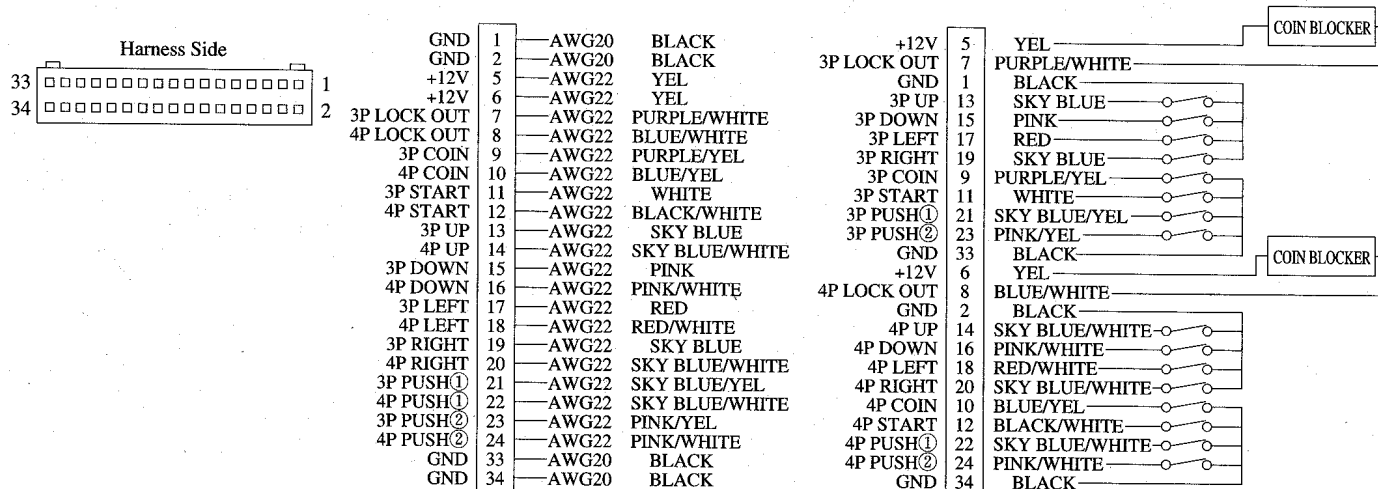 Harness Side
33 1
34 2
GND 1 AWG20 BLACK
GND 2 AWG20 BLACK
+12V 5 AWG22 YEL
+12V 6 AWG22 YEL
3P LOCK OUT 7 AWG22 PURPLE/WHITE
4P LOCK OUT 8 AWG22 BLUE/WHITE
3P COIN 9 AWG22 PURPLE/YEL
4P COIN 10 AWG22 BLUE/YEL
3P START 11 AWG22 WHITE
4P START 12 AWG22 BLACK/WHITE
3P UP 13 AWG22 SKY BLUE
4P UP 14 AWG22 SKY BLUE/WHITE
3P DOWN 15 AWG22 PINK
4P DOWN 16 AWG22 PINK/WHITE
3P LEFT 17 AWG22 RED
4P LEFT 18 AWG22 RED/WHITE
3P RIGHT 19 AWG22 SKY BLUE
4P RIGHT 20 AWG22 SKY BLUE/WHITE
3P PUSH① 21 AWG22 SKY BLUE/YEL
4P PUSH① 22 AWG22 SKY BLUE/WHITE
3P PUSH② 23 AWG22 PINK/YEL
4P PUSH② 24 AWG22 PINK/WHITE
GND 33 AWG20 BLACK
GND 34 AWG20 BLACK
+12V 5 YEL COIN BLOCKER
3P LOCK OUT 7 PURPLE/WHITE
GND 1 BLACK
3P UP 13 SKY BLUE
3P DOWN 15 PINK
3P LEFT 17 RED
3P RIGHT 19 SKY BLUE
3P COIN 9 PURPLE/YEL
3P START 11 WHITE
3P PUSH① 21 SKY BLUE/YEL
3P PUSH② 23 PINK/YEL
GND 33 BLACK
+12V 6 YEL COIN BLOCKER
4P LOCK OUT 8 BLUE/WHITE
GND 2 BLACK
4P UP 14 SKY BLUE/WHITE
4P DOWN 16 PINK/WHITE
4P LEFT 18 RED/WHITE
4P RIGHT 20 SKY BLUE/WHITE
4P COIN 10 BLUE/YEL
4P START 12 BLACK/WHITE
4P PUSH① 22 SKY BLUE/WHITE
4P PUSH② 24 PINK/WHITE
GND 34 BLACK